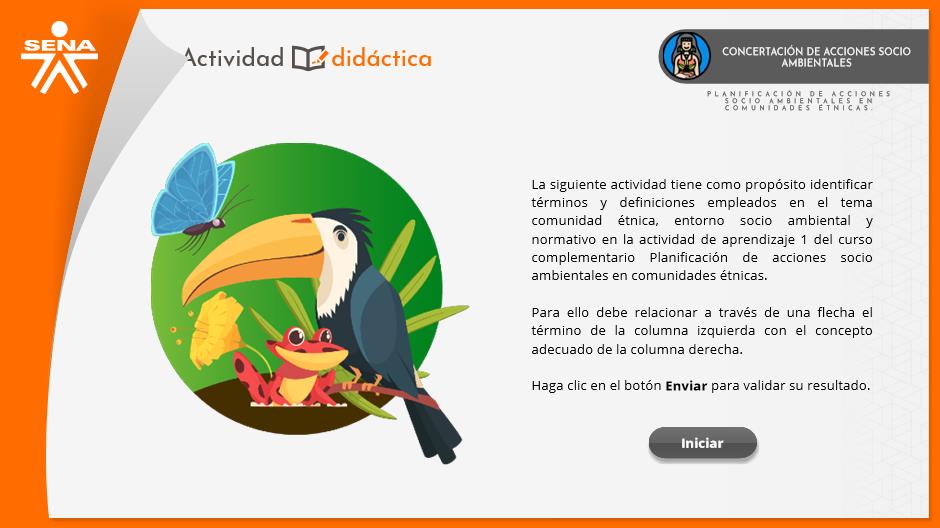 SENA
Actividad didáctica
CONCERTACIÓN DE ACCIONES SOCIO
AMBIENTALES
PLANIFICACIÓN DE ACCIONES
SOCIO AMBIENTALES EN
COMUNIDADES ÉTNICAS.
La siguiente actividad tiene como propósito identificar
términos y definiciones empleados en el tema
comunidad étnica, entorno socio ambiental y
normativo en la actividad de aprendizaje 1 del curso
complementario Planificación de acciones socio
ambientales en comunidades étnicas.
Para ello debe relacionar a través de una flecha el
término de la columna izquierda con el concepto
adecuado de la columna derecha.
Haga clic en el botón Enviar para validar su resultado.
Iniciar